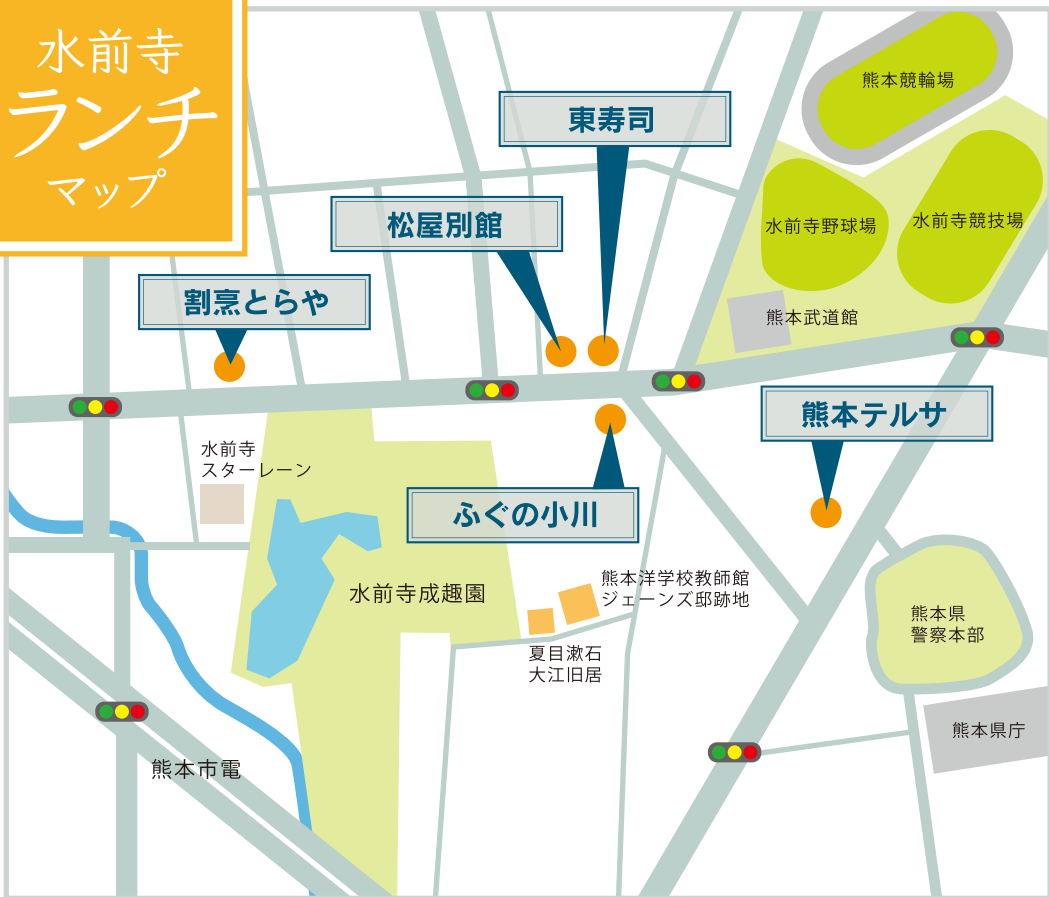 水前寺
ランチ
マップ
熊本競輪場
東寿司
松屋別館
水前寺野球場
水前寺競技場
割烹とらや
熊本武道館
熊本テルサ
水前寺
スターレーン
ふぐの小川
水前寺成趣園
熊本洋学校教師館
ジェーンズ邸跡地
夏目漱石
大江旧居
熊本県
警察本部
熊本県庁
熊本市電